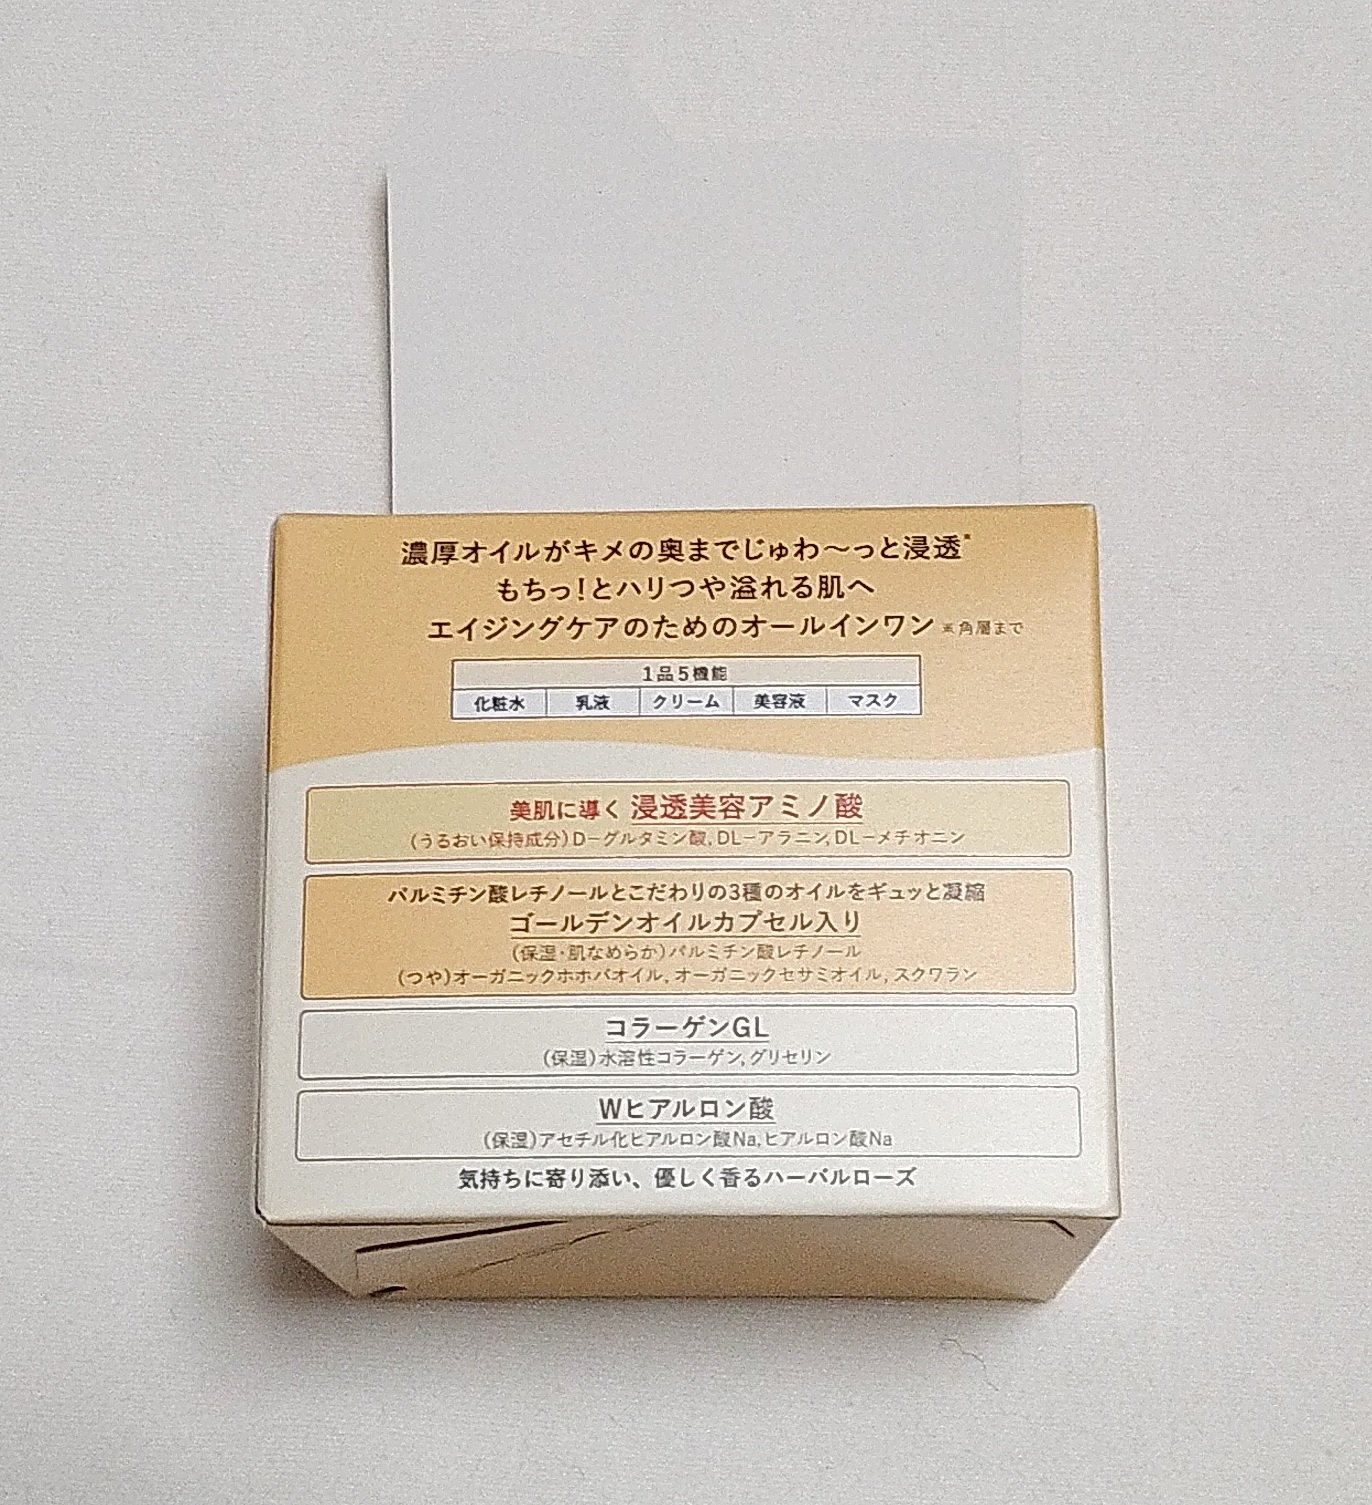 濃厚オイルがキメの奥までじゅわ～っと浸透*
もちっ!とハリつや溢れる肌へ
エイジングケアのためのオールインワン ※角層まで
1品5機能
化粧水 乳液 クリーム 美容液 マスク
美肌に導く 浸透美容アミノ酸
(うるおい保持成分)D-グルタミン酸,DL-アラニン,DL-メチオニン
パルミチン酸レチノールとこだわりの3種のオイルをギュッと凝縮
ゴールデンオイルカプセル入り
(保湿・肌なめらか)パルミチン酸レチノール
(つや)オーガニックホホバオイル,オーガニックセサミオイル,スクワラン
コラーゲンGL
(保湿)水溶性コラーゲン,グリセリン
Wヒアルロン酸
(保湿)アセチル化ヒアルロン酸Na,ヒアルロン酸Na
気持ちに寄り添い、優しく香るハーバルローズ